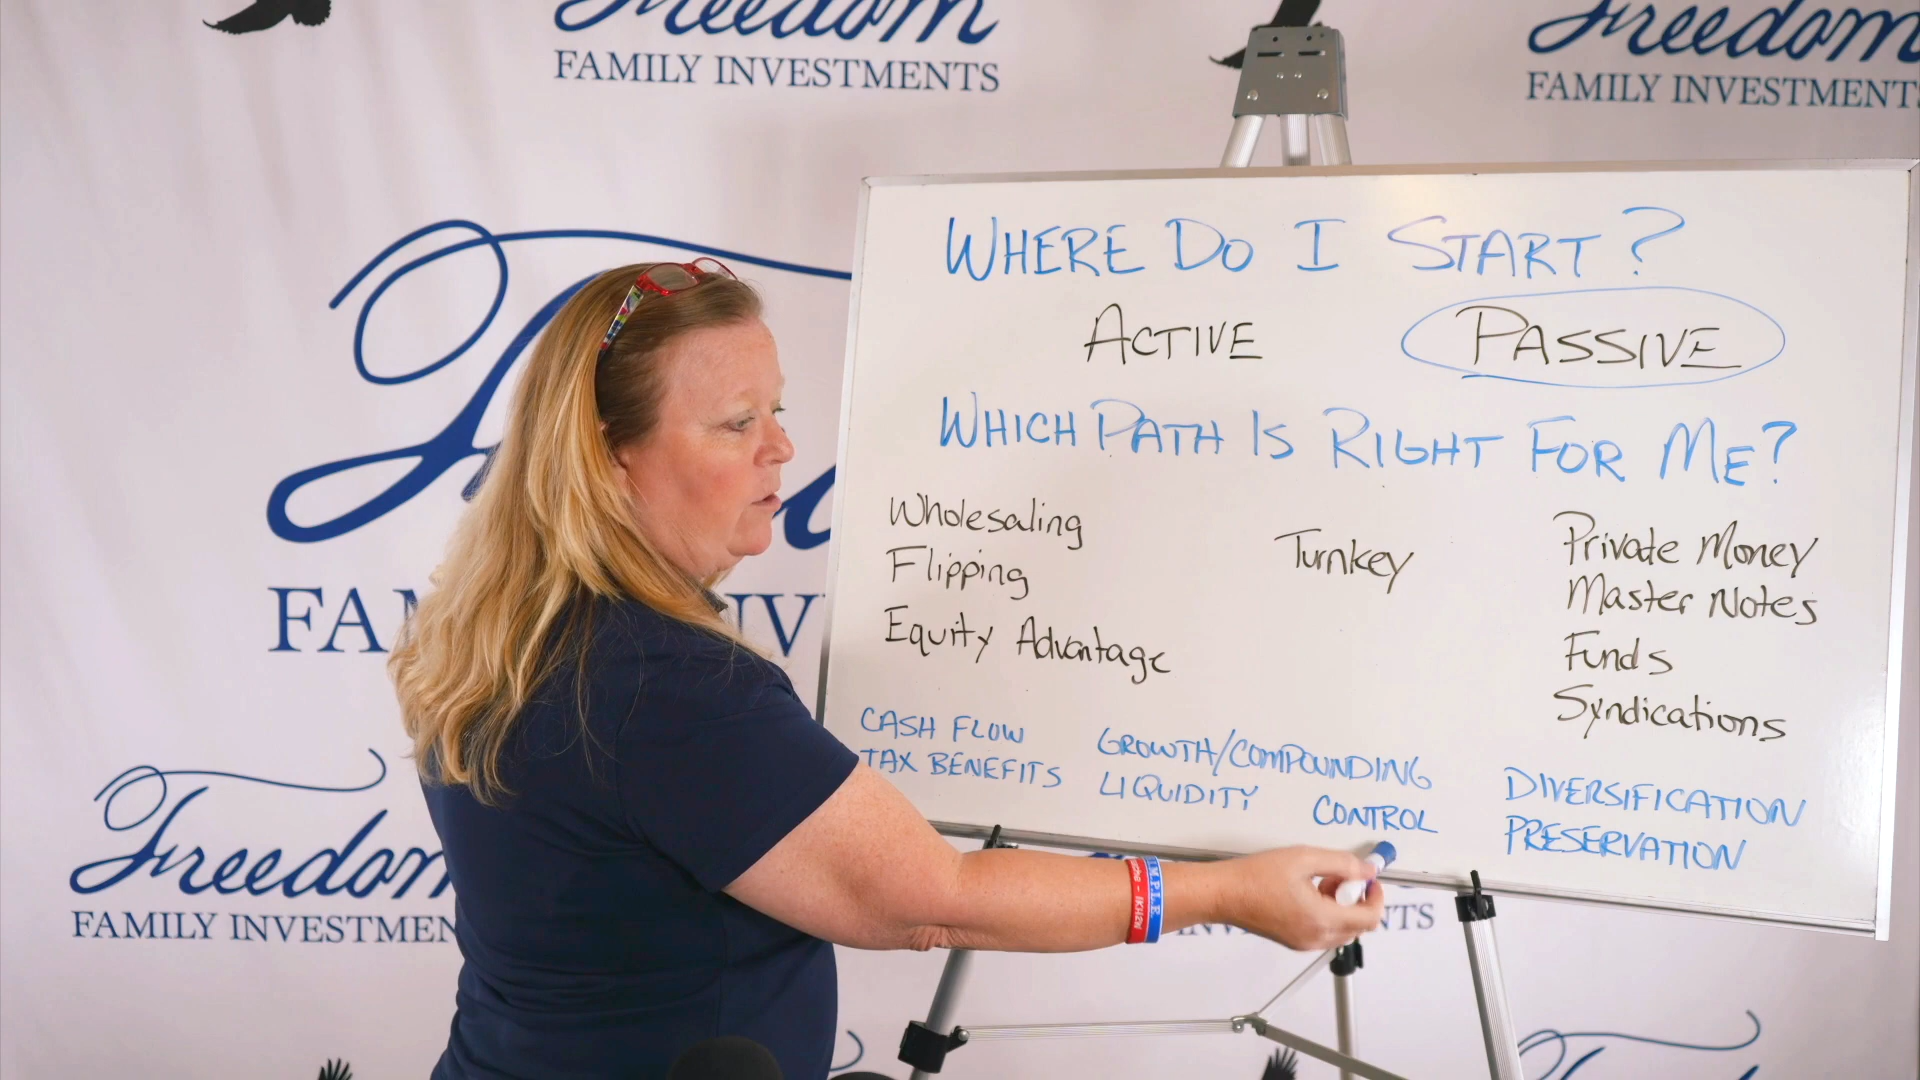 Freedom
FAMILY INVESTMENTS
Freedom
FAMILY INVESTMENTS
WHERE DO I START?
ACTIVE PASSIVE
WHICH PATH IS RIGHT FOR ME?
Wholesaling
Flipping
Equity Advantage
Turnkey
Private Money
Master Notes
Funds
Syndications
CASH FLOW
TAX BENEFITS
GROWTH/COMPOUNDING
LIQUIDITY
CONTROL
DIVERSIFICATION
PRESERVATION
Freedom
FAMILY INVESTMEN